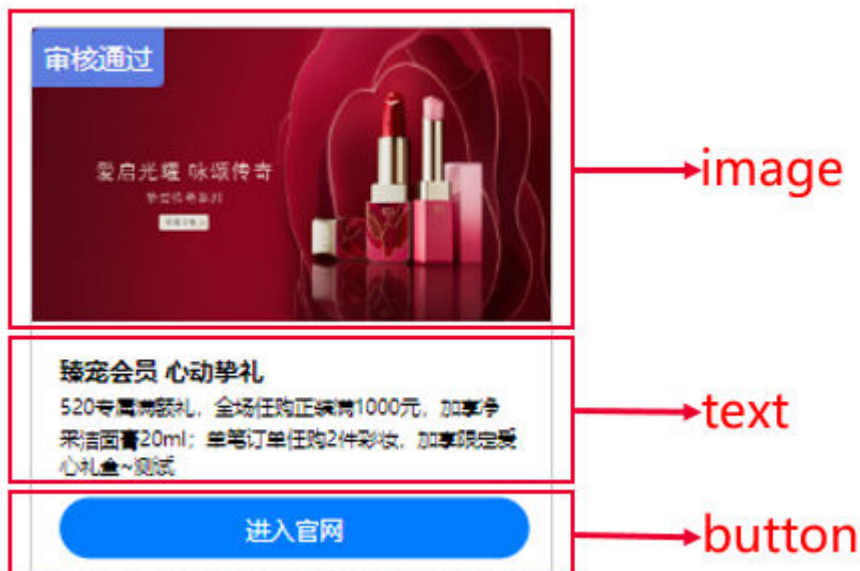 审核通过
爱启光耀 咏颂传奇
image
臻宠会员 心动挚礼
520专属满额礼，全场任购正装满1000元，加享净
采洁面膏20ml；单笔订单任购2件彩妆，加享限定爱
心礼盒~测试
text
进入官网
button